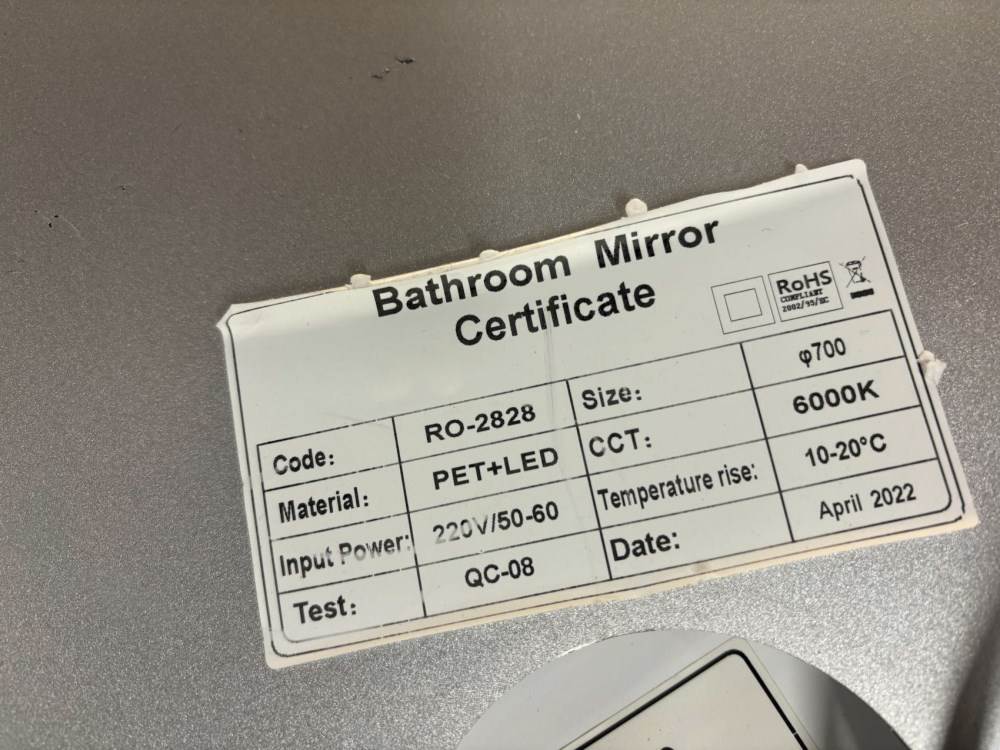 Bathroom Mirror
Certificate
RoHS
COMPLIANT
2002/95/EC
Code: RO-2828 Size: φ700
Material: PET+LED CCT: 6000K
Input Power: 220V/50-60 Temperature rise: 10-20°C
Test: QC-08 Date: April 2022